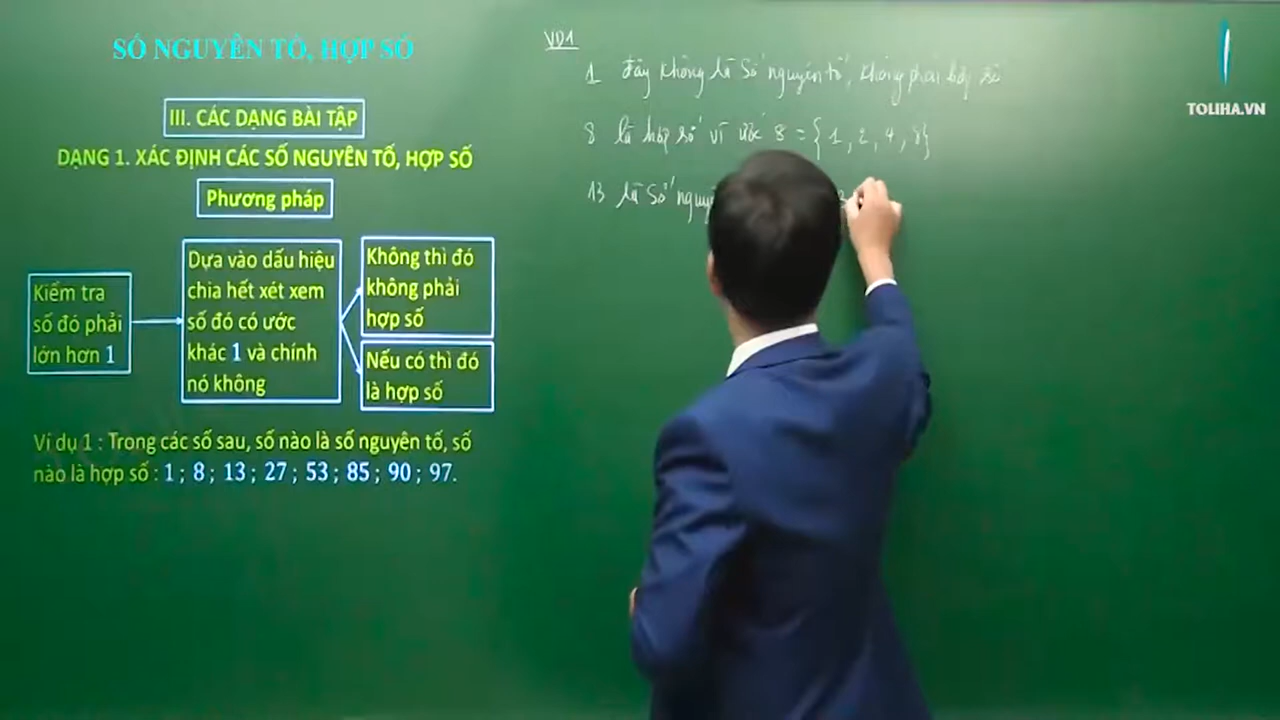 SỐ NGUYÊN TỐ, HỢP SỐ
III. CÁC DẠNG BÀI TẬP
DẠNG 1. XÁC ĐỊNH CÁC SỐ NGUYÊN TỐ, HỢP SỐ
Phương pháp
Kiểm tra
số đó phải
lớn hơn 1
Dựa vào dấu hiệu
chia hết xét xem
số đó có ước
khác 1 và chính
nó không
Không thì đó
không phải
hợp số
Nếu có thì đó
là hợp số
Ví dụ 1 : Trong các số sau, số nào là số nguyên tố, số
nào là hợp số : 1 ; 8 ; 13 ; 27 ; 53 ; 85 ; 90 ; 97.
VD1
1 đây không là số nguyên tố, không phải hợp số
8 là hợp số vì ước 8 = {1, 2, 4, 8}
13 là số
TOLIHA.VN